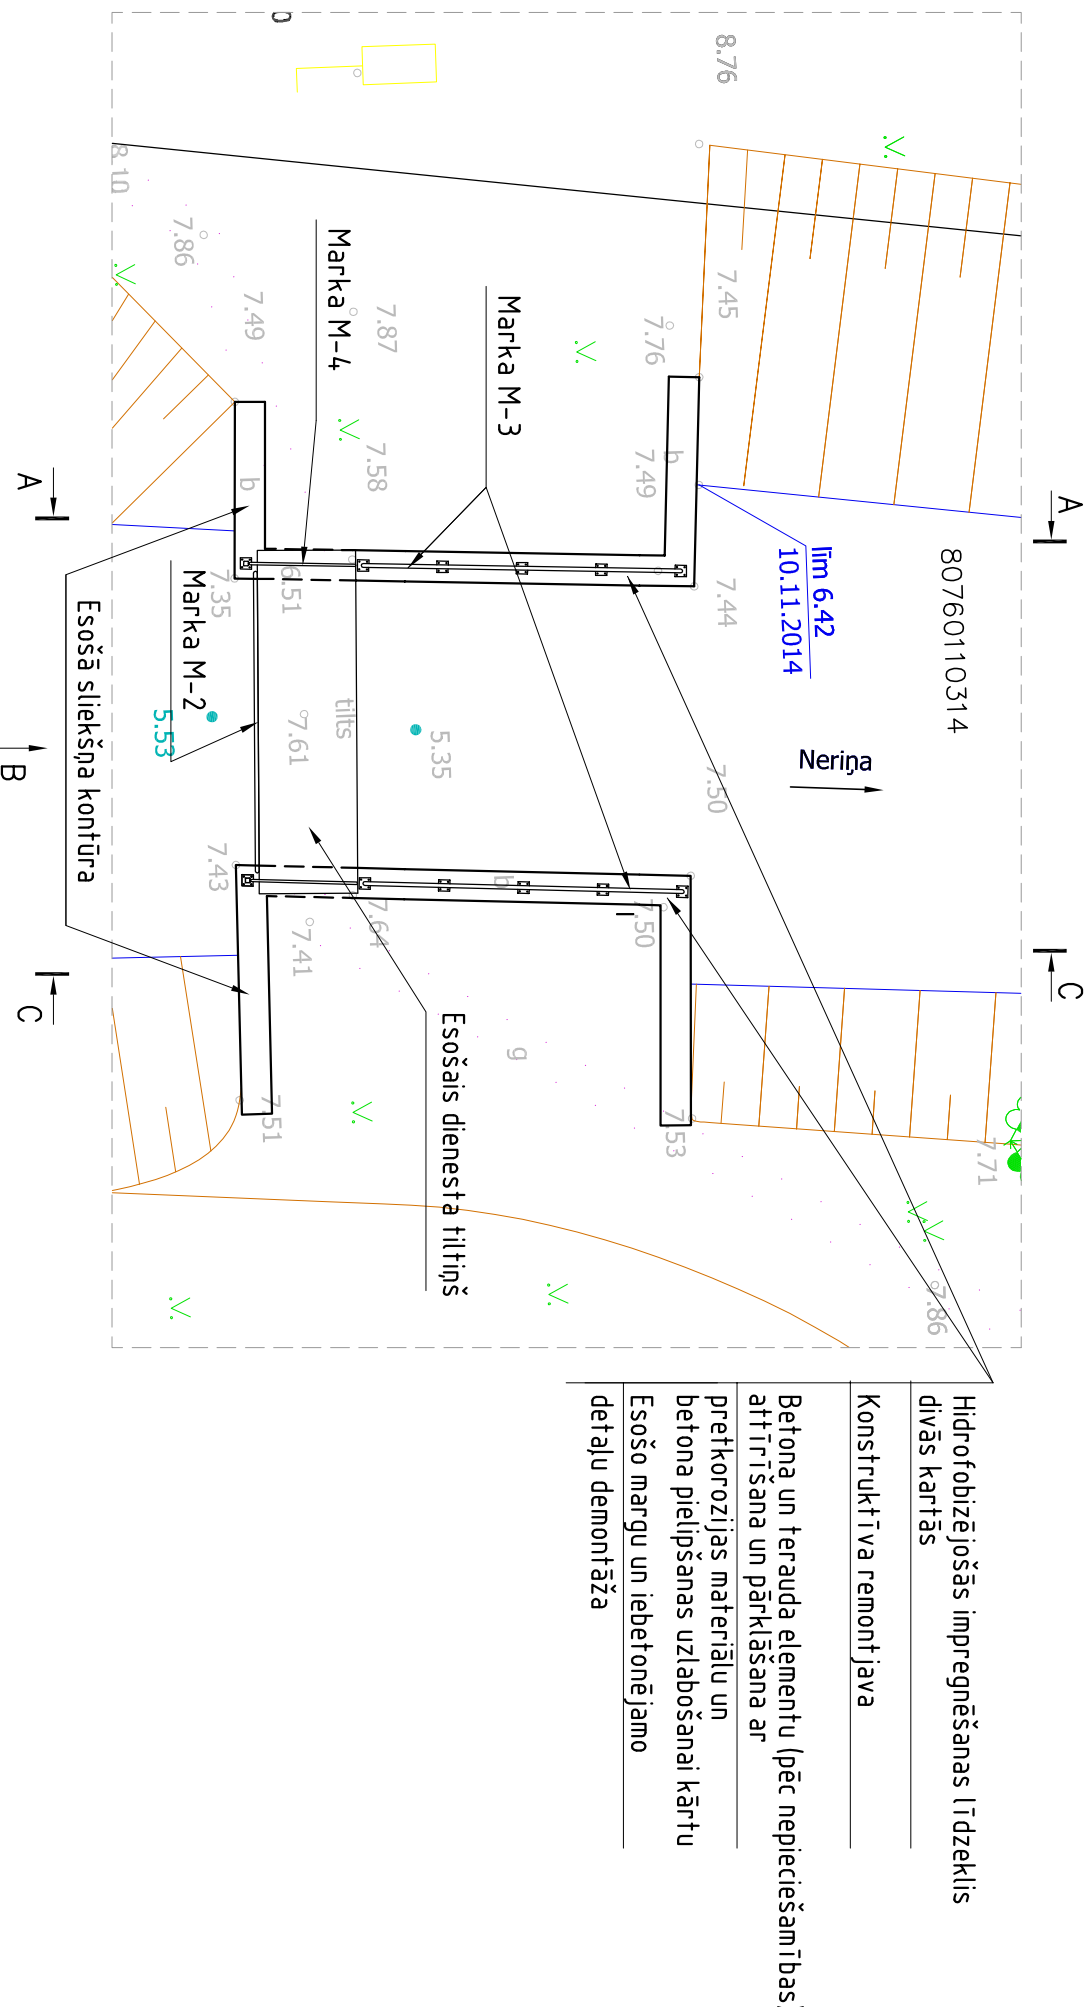 8.76
8.10
7.86
7.49
7.87
7.45
7.76
Marka M-4
Marka M-3
7.58
7.49
b
b
A
A
līm 6.42
10.11.2014
80760110314
7.44
6.51
7.35
Marka M-2
5.53
tilts
7.61
5.35
Neriņa
7.50
Esošā sliekšņa kontūra
B
7.43
b
7.64
7.50
7.41
C
C
Esošais dienesta tiltiņš
g
7.51
7.53
7.71
7.86
Hidrofobizējošās impregnēšanas līdzeklis
divās kārtās
Konstruktīva remontjava
Betona un tērauda elementu (pēc nepieciešamības)
attīrīšana un pārklāšana ar
pretkorozijas materiālu un
betona pielipšanas uzlabošanai kārtu
Esošo margu un iebetonējamo
detaļu demontāža